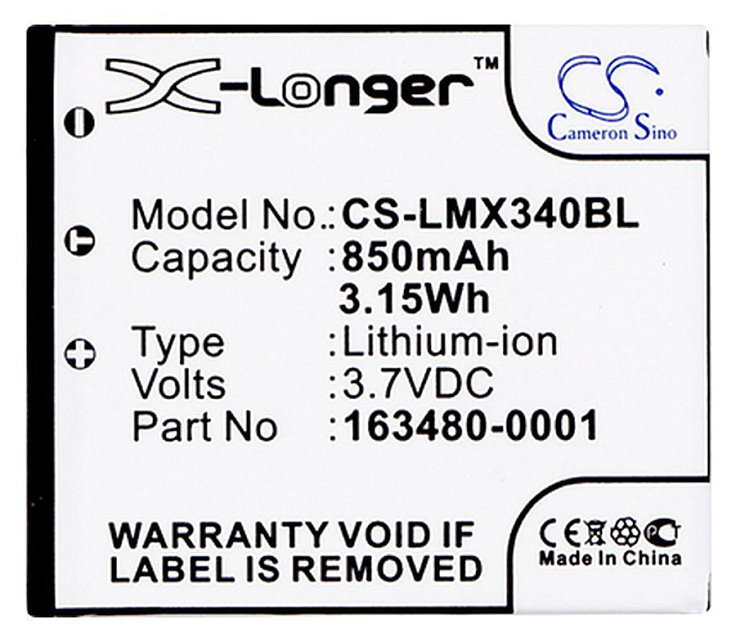 X-Longer™
CS
Cameron Sino
Model No.:CS-LMX340BL
Capacity :850mAh
3.15Wh
Type :Lithium-ion
Volts :3.7VDC
Part No :163480-0001
WARRANTY VOID IF
LABEL IS REMOVED
CE PCT
Made In China